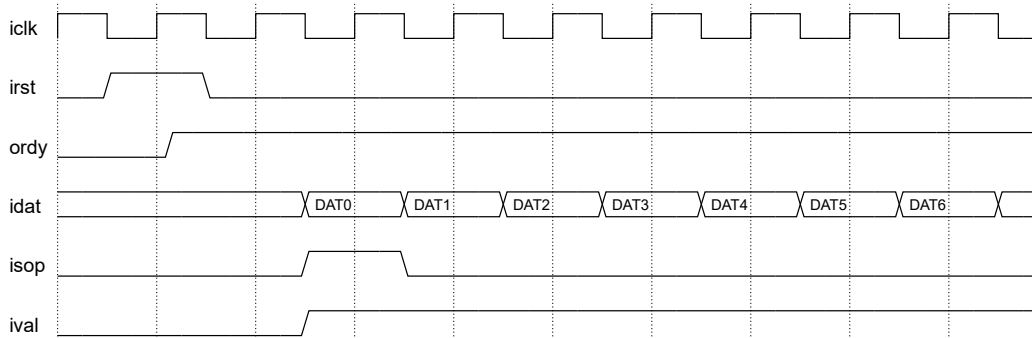 iclk
irst
ordy
idat DAT0 DAT1 DAT2 DAT3 DAT4 DAT5 DAT6
isop
ival